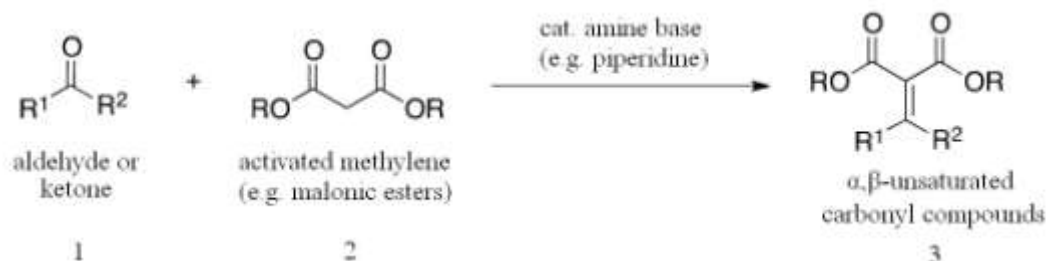 cat. amine base
(e.g. piperidine)
O
R¹ R²
+
O O
RO OR
O O
RO OR
R¹ R²
aldehyde or
ketone
activated methylene
(e.g. malonic esters)
α,β-unsaturated
carbonyl compounds
1
2
3